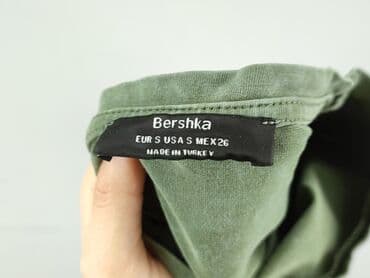 Bershka
EUR S USA S MEX 26
MADE IN TURKEY